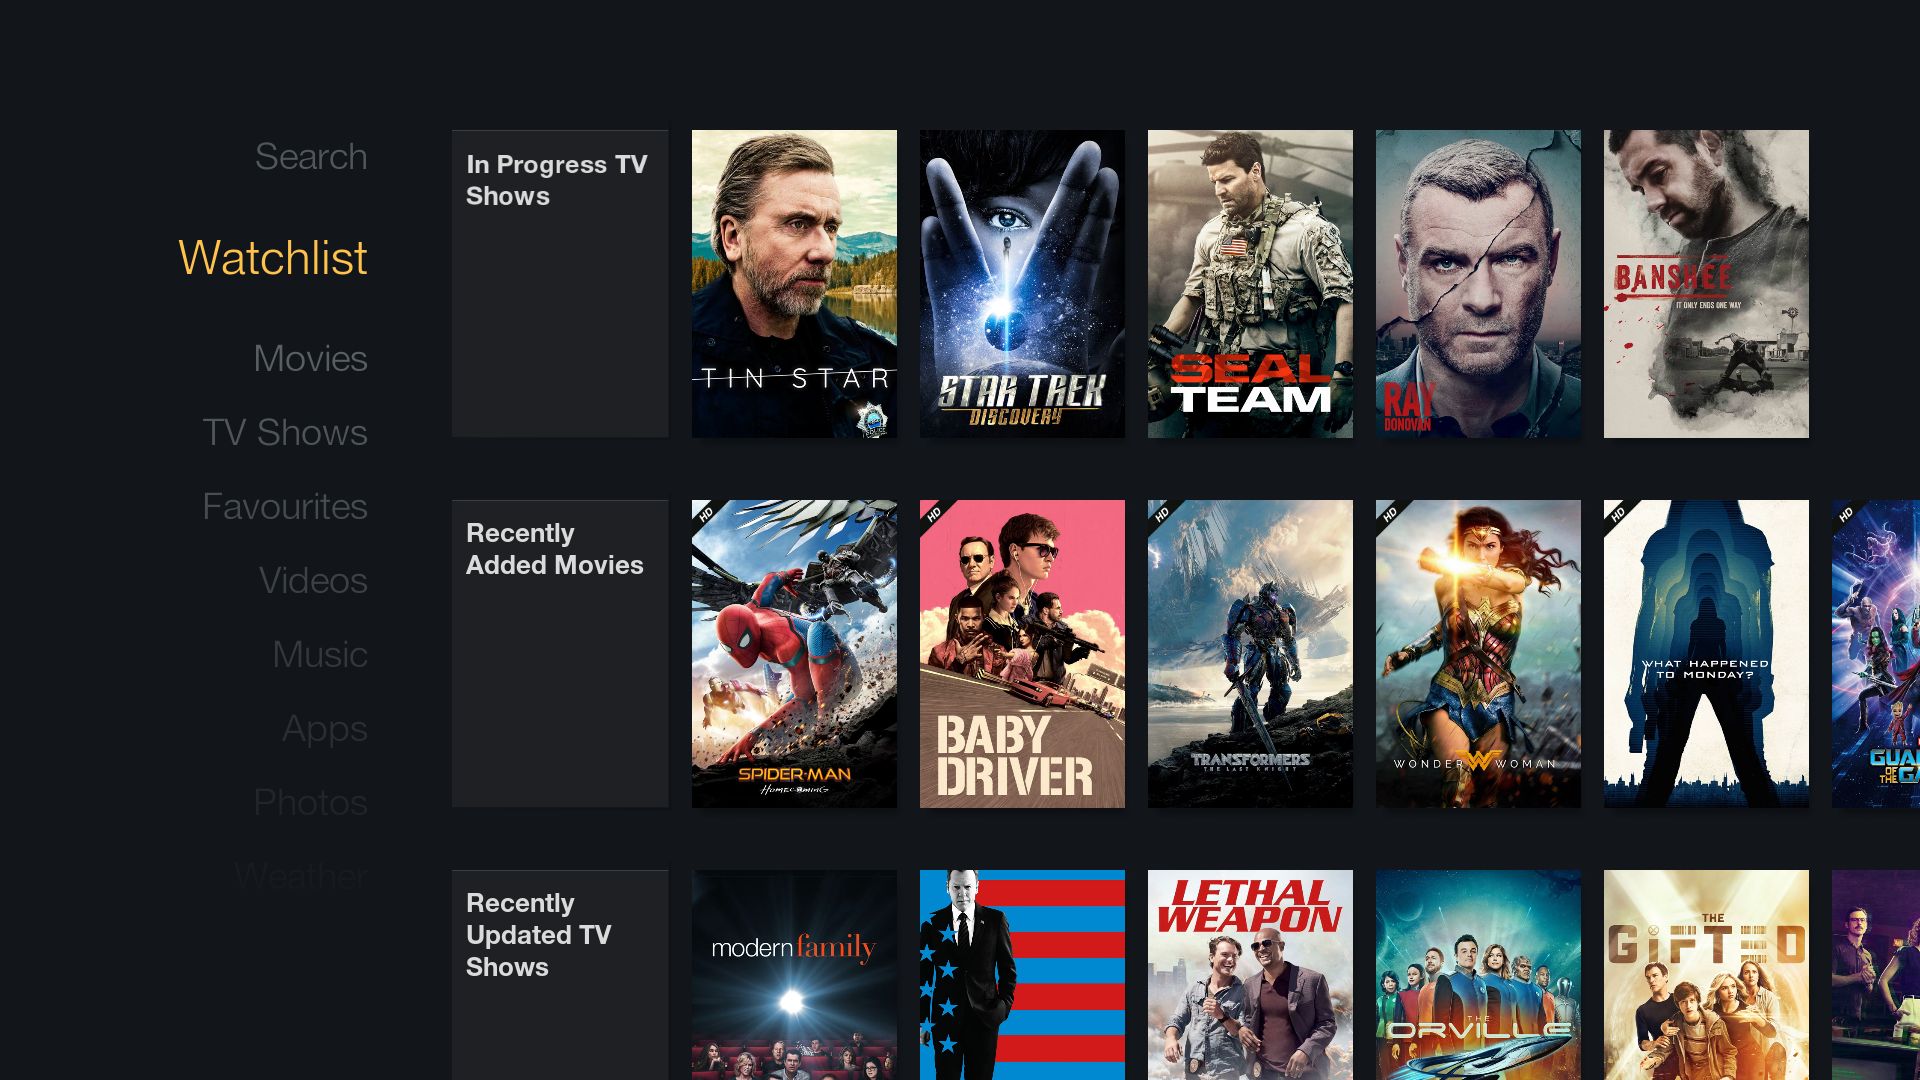 Search
Watchlist
Movies
TV Shows
Favourites
Videos
Music
Apps
Photos
Weather
In Progress TV
Shows
TIN STAR
POLICE
STAR TREK
DISCOVERY
SEAL
TEAM
RAY
DONOVAN
BANSHEE
IT ONLY ENDS ONE WAY
Recently
Added Movies
HD
SPIDER-MAN
HOMECOMING
HD
BABY
DRIVER
HD
TRANSFORMERS
THE LAST KNIGHT
HD
WONDER WOMAN
HD
WHAT HAPPENED
TO MONDAY?
HD
GUA
OF THE GA
Recently
Updated TV
Shows
modern family
LETHAL
WEAPON
THE
ORVILLE
THE
GIFTED